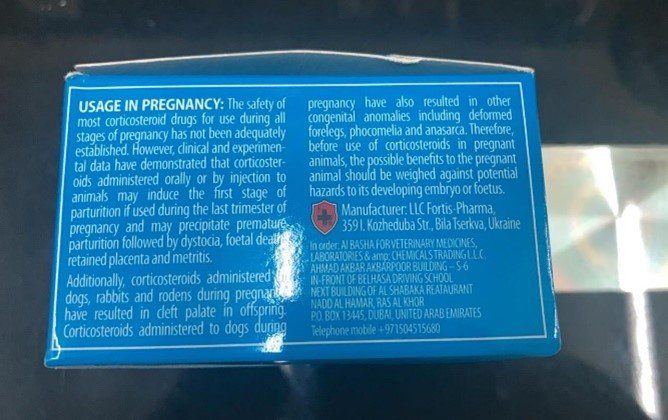 USAGE IN PREGNANCY: The safety of
most corticosteroid drugs for use during all
stages of pregnancy has not been adequately
established. However, clinical and experimen-
tal data have demonstrated that corticoster-
oids administered orally or by injection to
animals may induce the first stage of
parturition if used during the last trimester of
pregnancy and may precipitate premature
parturition followed by dystocia, foetal death,
retained placenta and metritis.
Additionally, corticosteroids administered to
dogs, rabbits and rodens during pregnancy
have resulted in cleft palate in offspring.
Corticosteroids administered to dogs during
pregnancy have also resulted in other
congenital anomalies including deformed
forelegs, phocomelia and anasarca. Therefore,
before use of corticosteroids in pregnant
animals, the possible benefits to the pregnant
animal should be weighed against potential
hazards to its developing embryo or foetus.
Manufacturer: LLC Fortis-Pharma,
359 I. Kozheduba Str., Bila Tserkva, Ukraine
In order: Al BASHA FOR VETERINARY MEDICINES,
LABORATORIES & amp; CHEMICALS TRADING L.L.C.
AHMAD AKBAR AKBARPOOR BUILDING – S-6
IN-FRONT OF BELHASA DRIVING SCHOOL
NEXT BUILDING OF AL SHABAKA REATAURANT
NADD AL HAMAR, RAS AL KHOR
P.O. BOX 13445, DUBAI, UNITED ARAB EMIRATES
Telephone mobile +971504515680